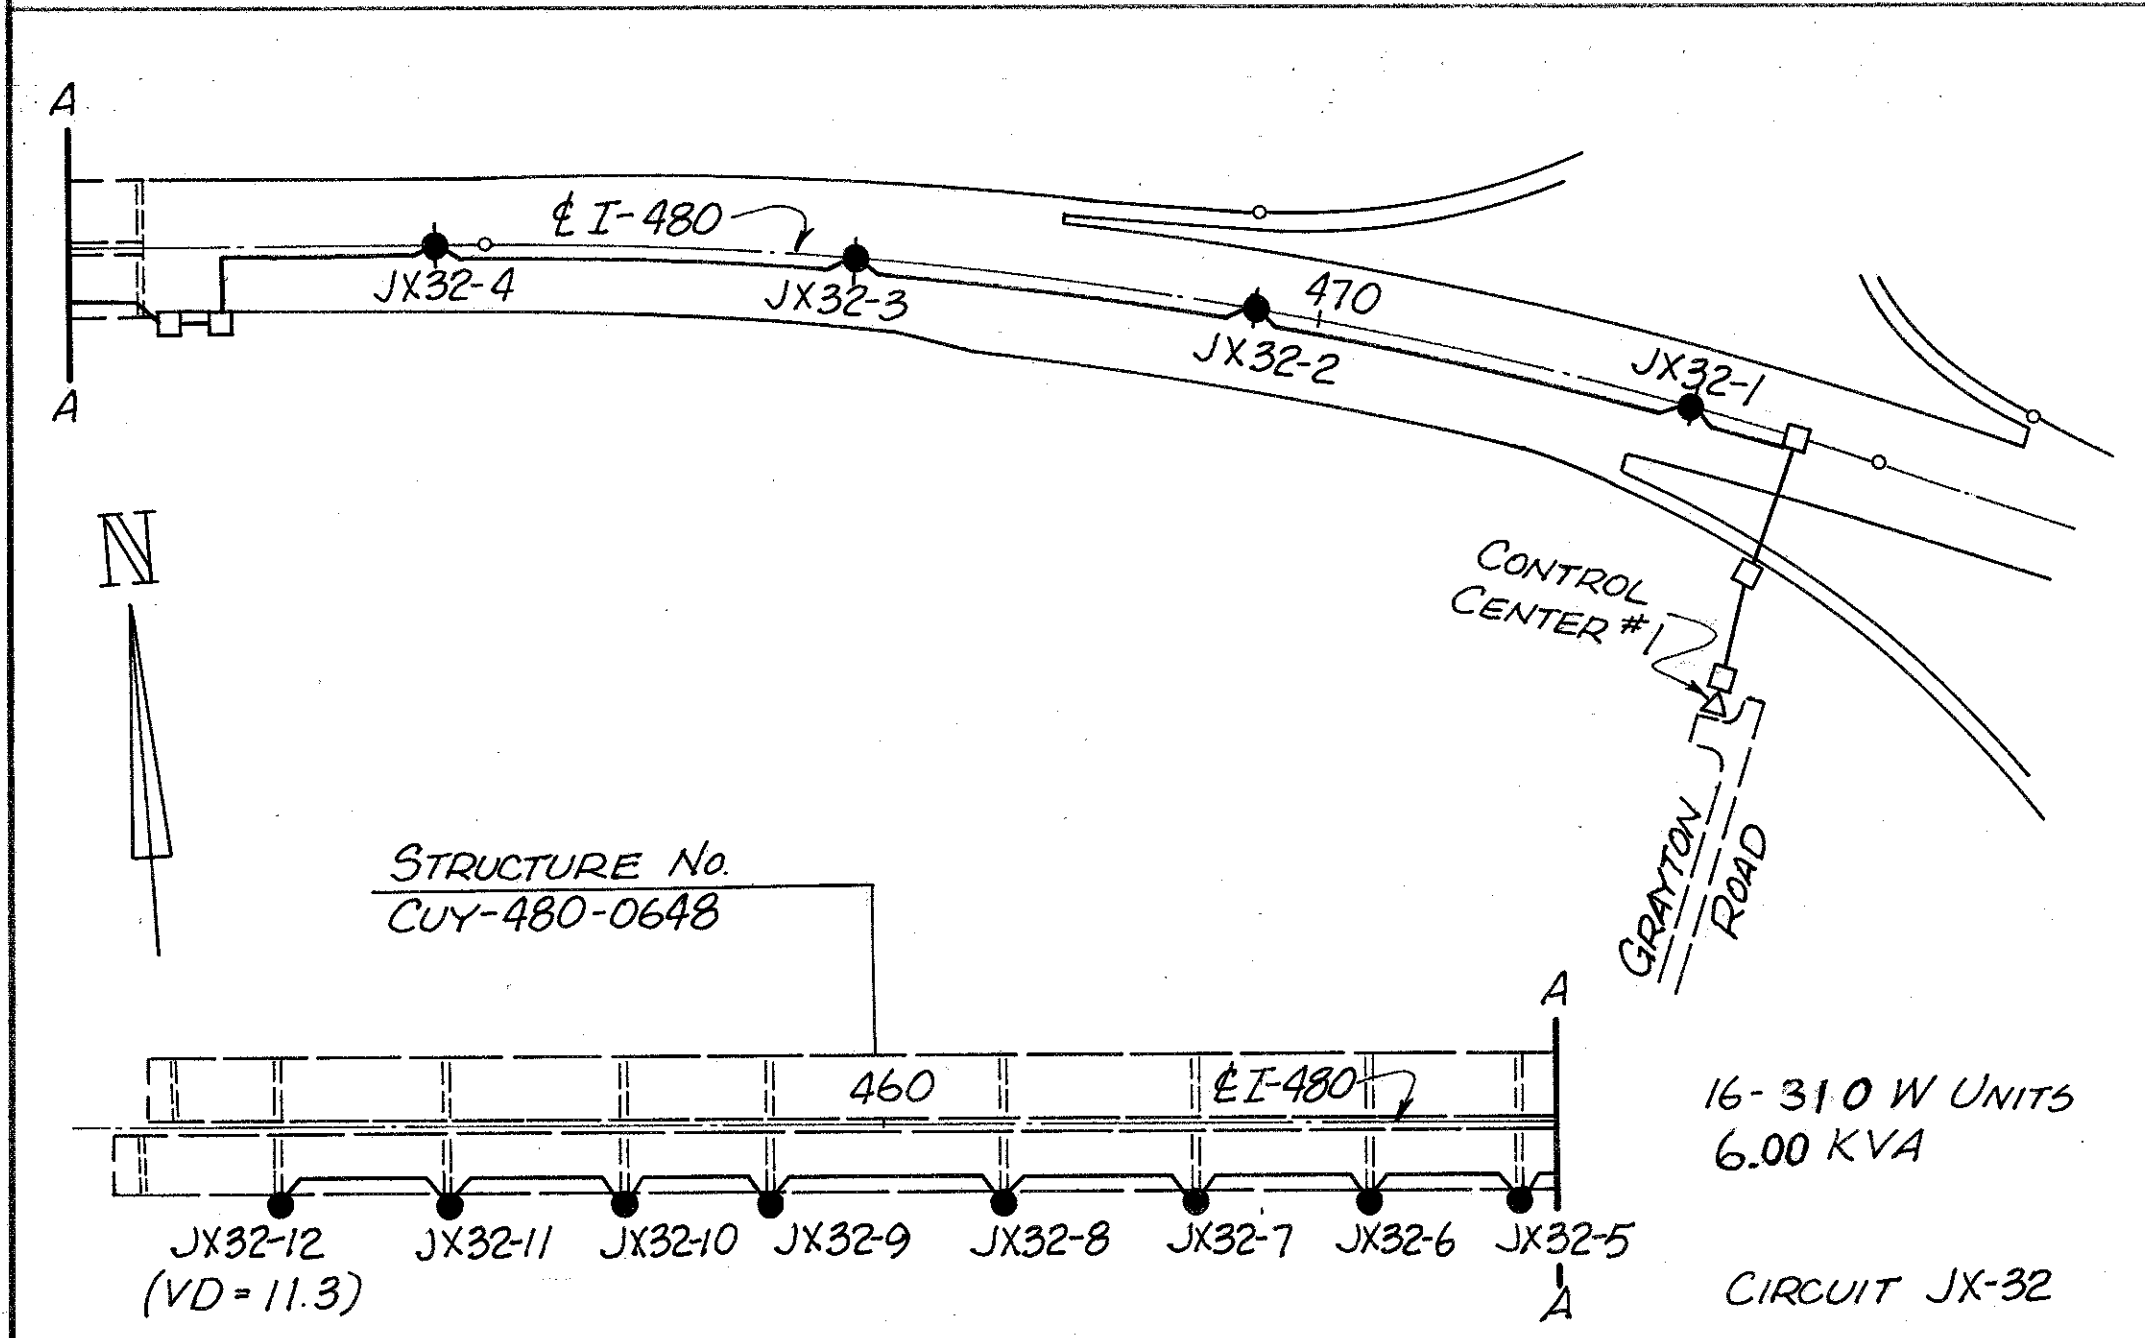 A
℄ I-480
JX32-4
JX32-3
470
JX32-2
JX32-1
A
N
CONTROL
CENTER #1
GRAYTON
ROAD
STRUCTURE No.
CUY-480-0648
A
460
℄ I-480
16-310 W UNITS
6.00 KVA
JX32-12
JX32-11
JX32-10
JX32-9
JX32-8
JX32-7
JX32-6
JX32-5
(VD = 11.3)
A
CIRCUIT JX-32